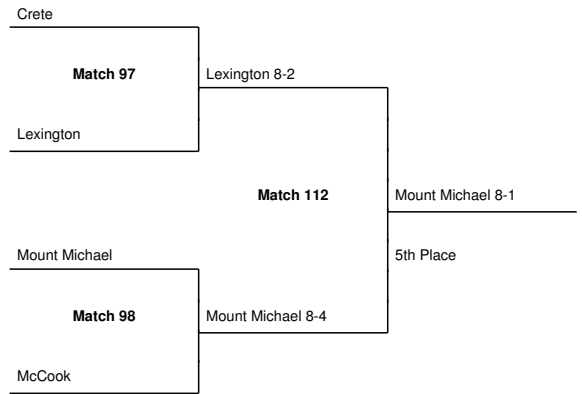 Crete
Match 97
Lexington 8-2
Lexington
Match 112
Mount Michael 8-1
Mount Michael
5th Place
Match 98
Mount Michael 8-4
McCook